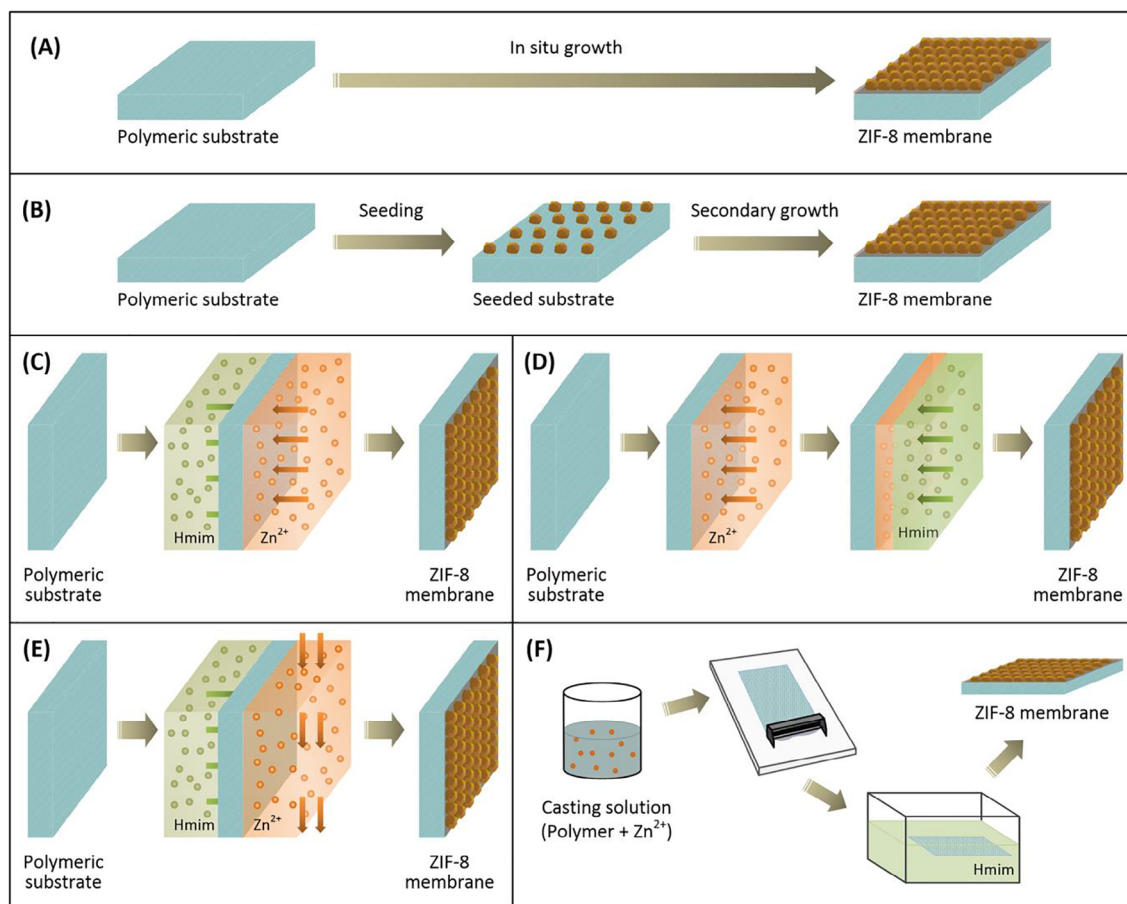 (A)
In situ growth
Polymeric substrate
ZIF-8 membrane
(B)
Seeding
Secondary growth
Polymeric substrate
Seeded substrate
ZIF-8 membrane
(C)
Hmim
Zn²⁺
Polymeric
substrate
ZIF-8
membrane
(D)
Zn²⁺
Hmim
Polymeric
substrate
ZIF-8
membrane
(E)
Hmim
Zn²⁺
Polymeric
substrate
ZIF-8
membrane
(F)
ZIF-8 membrane
Casting solution
(Polymer + Zn²⁺)
Hmim